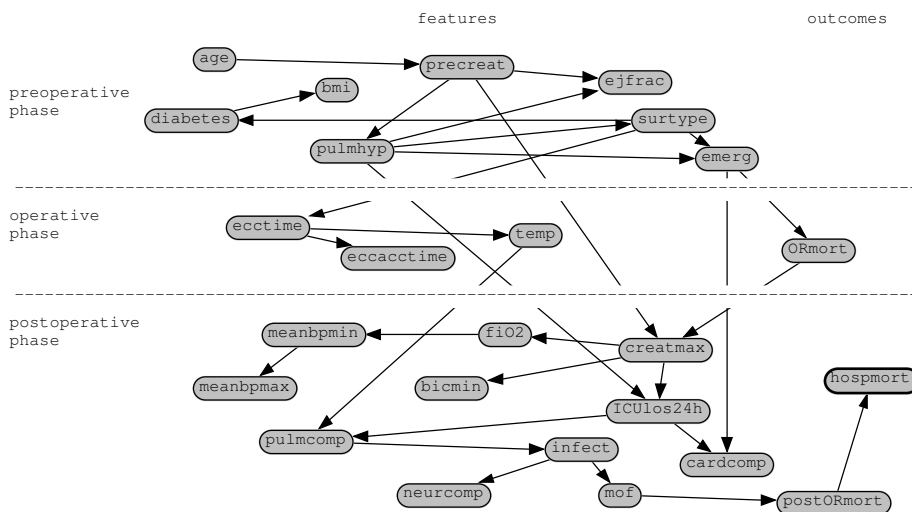 features
outcomes
age
precreat
ejfrac
bmi
preoperative
phase
diabetes
surtype
pulmhyp
emerg
operative
phase
ecctime
temp
eccacctime
ORmort
postoperative
phase
meanbpmin
fiO2
creatmax
meanbpmax
bicmin
hospmort
ICUlos24h
pulmcomp
infect
cardcomp
neurcomp
mof
postORmort